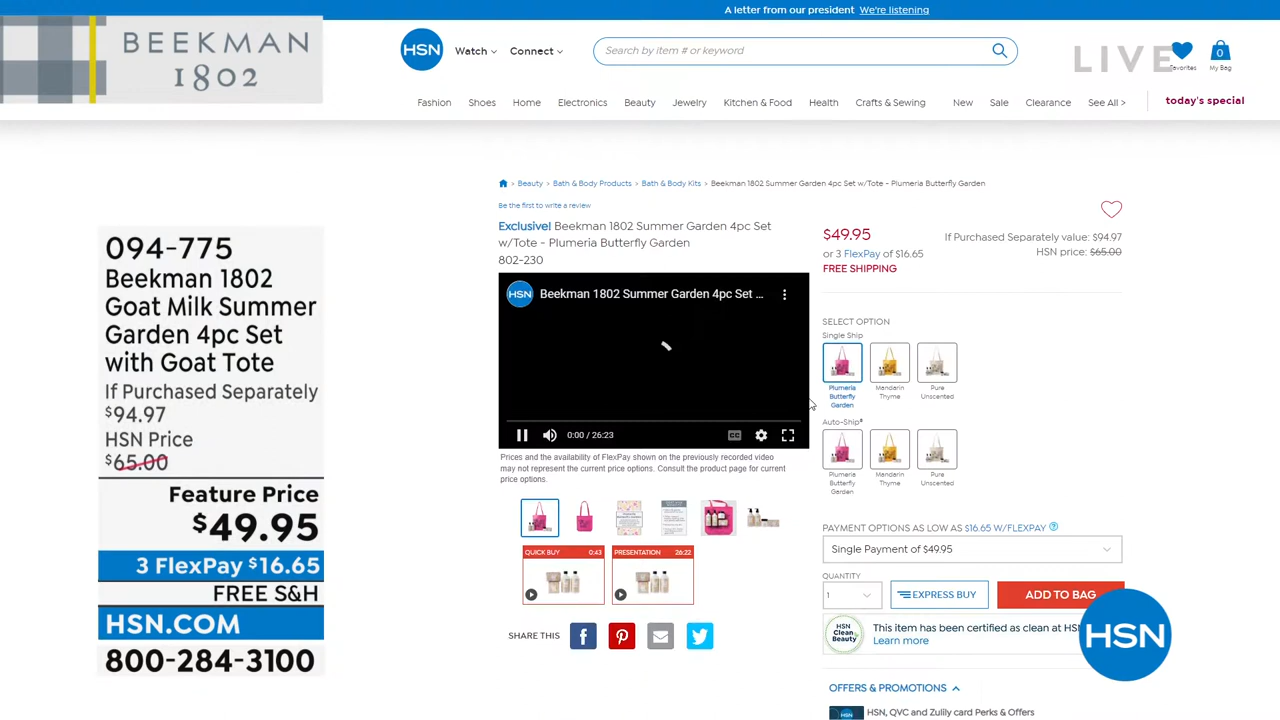 A letter from our president We're listening
BEEKMAN
1802
HSN
Watch
Connect
Search by item # or keyword
LIVE
Favorites
0
My Bag
Fashion
Shoes
Home
Electronics
Beauty
Jewelry
Kitchen & Food
Health
Crafts & Sewing
New
Sale
Clearance
See All >
today's special
Beauty > Bath & Body Products > Bath & Body Kits > Beekman 1802 Summer Garden 4pc Set w/Tote - Plumeria Butterfly Garden
Be the first to write a review
Exclusive! Beekman 1802 Summer Garden 4pc Set
w/Tote - Plumeria Butterfly Garden
802-230
HSN
Beekman 1802 Summer Garden 4pc Set ...
0:00 / 26:23
CC
Prices and the availability of FlexPay shown on the previously recorded video
may not represent the current price options. Consult the product page for current
price options.
QUICK BUY 0:43
PRESENTATION 26:22
SHARE THIS
$49.95
or 3 FlexPay of $16.65
FREE SHIPPING
If Purchased Separately value: $94.97
HSN price: $65.00
SELECT OPTION
Single Ship
Plumeria
Butterfly
Garden
Mandarin
Thyme
Pure
Unscented
Auto-Ship®
Plumeria
Butterfly
Garden
Mandarin
Thyme
Pure
Unscented
PAYMENT OPTIONS AS LOW AS $16.65 W/FLEXPAY
Single Payment of $49.95
QUANTITY
1
EXPRESS BUY
ADD TO BAG
HSN
Clean
Beauty
This item has been certified as clean at HS
Learn more
HSN
OFFERS & PROMOTIONS
HSN, QVC and Zulily card Perks & Offers
094-775
Beekman 1802
Goat Milk Summer
Garden 4pc Set
with Goat Tote
If Purchased Separately
$94.97
HSN Price
$65.00
Feature Price
$49.95
3 FlexPay $16.65
FREE S&H
HSN.COM
800-284-3100